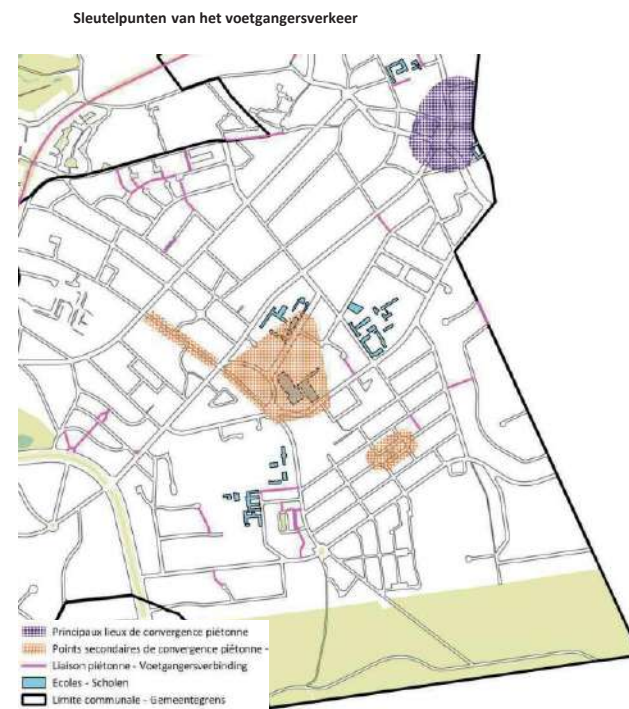 Sleutelpunten van het voetgangersverkeer
Principaux lieux de convergence piétonne
Points secondaires de convergence piétonne -
Liaison piétonne - Voetgangersverbinding
Ecoles - Scholen
Limite communale - Gemeentegrens